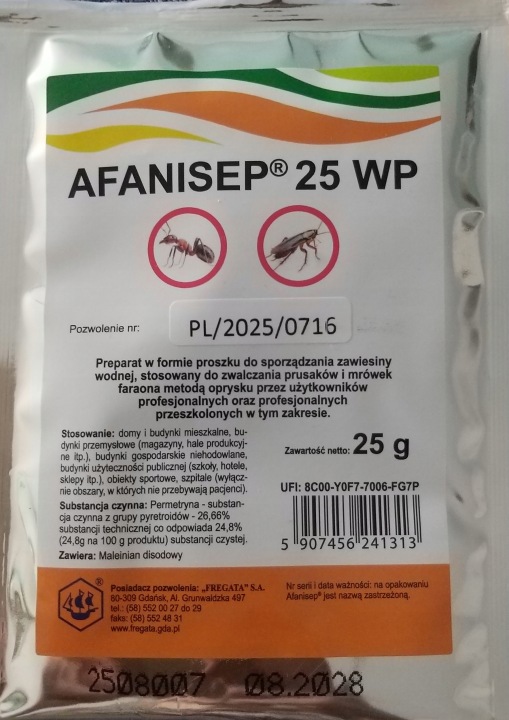 AFANISEP® 25 WP
Pozwolenie nr: PL/2025/0716
Preparat w formie proszku do sporządzania zawiesiny
wodnej, stosowany do zwalczania prusaków i mrówek
faraona metodą oprysku przez użytkowników
profesjonalnych oraz profesjonalnych
przeszkolonych w tym zakresie.
Stosowanie: domy i budynki mieszkalne, bu-
dynki przemysłowe (magazyny, hale produkcyj-
ne itp.), budynki gospodarskie niehodowlane,
budynki użyteczności publicznej (szkoły, hotele,
sklepy itp.), obiekty sportowe, szpitale (wyłącz-
nie obszary, w których nie przebywają pacjenci).
Substancja czynna: Permetryna - substan-
cja czynna z grupy pyretroidów - 26,66%
substancji technicznej co odpowiada 24,8%
(24,8g na 100 g produktu) substancji czystej.
Zawiera: Maleinian disodowy
Zawartość netto: 25 g
UFI: 8C00-Y0F7-7006-FG7P
5 907456 241313
®
Posiadacz pozwolenia: „FREGATA” S.A.
80-309 Gdańsk, Al. Grunwaldzka 497
tel.: (58) 552 00 27 do 29
faks: (58) 552 48 31
www.fregata.gda.pl
Nr serii i data ważności: na opakowaniu
Afanisep® jest nazwą zastrzeżoną.
2508007 08.2028